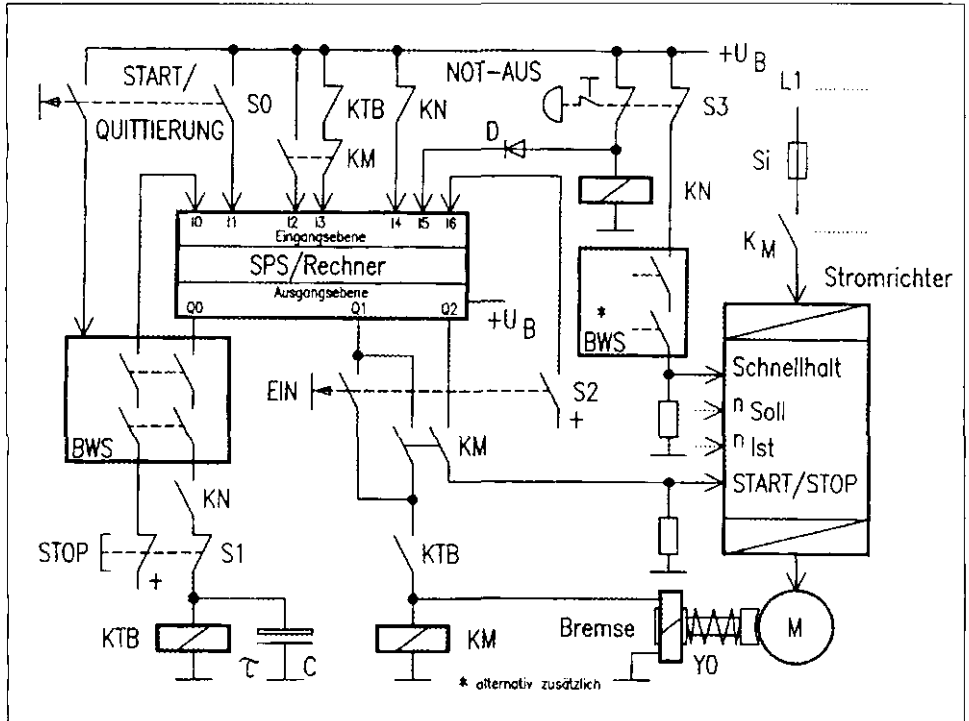 +U B
START/
NOT-AUS
L1
S0
KTB
KN
S3
QUITTIERUNG
D
KM
Si
KN
I0 I1 I2 I3 I4 I5 I6
Eingangsebene
SPS/Rechner
Ausgangsebene
Q0 Q1 Q2
+U B
K M
Stromrichter
*
BWS
Schnellhalt
EIN
S2
+
n Soll
n Ist
BWS
KM
START/STOP
KN
STOP
S1
+
KTB
KTB
τ C
KM
Bremse
Y0
M
* alternativ zusätzlich